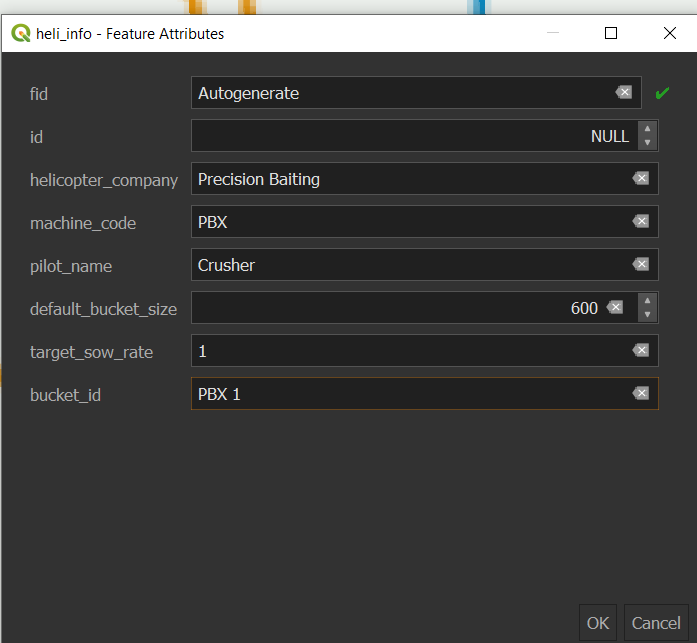 heli_info - Feature Attributes
fid Autogenerate
id NULL
helicopter_company Precision Baiting
machine_code PBX
pilot_name Crusher
default_bucket_size 600
target_sow_rate 1
bucket_id PBX 1
OK Cancel